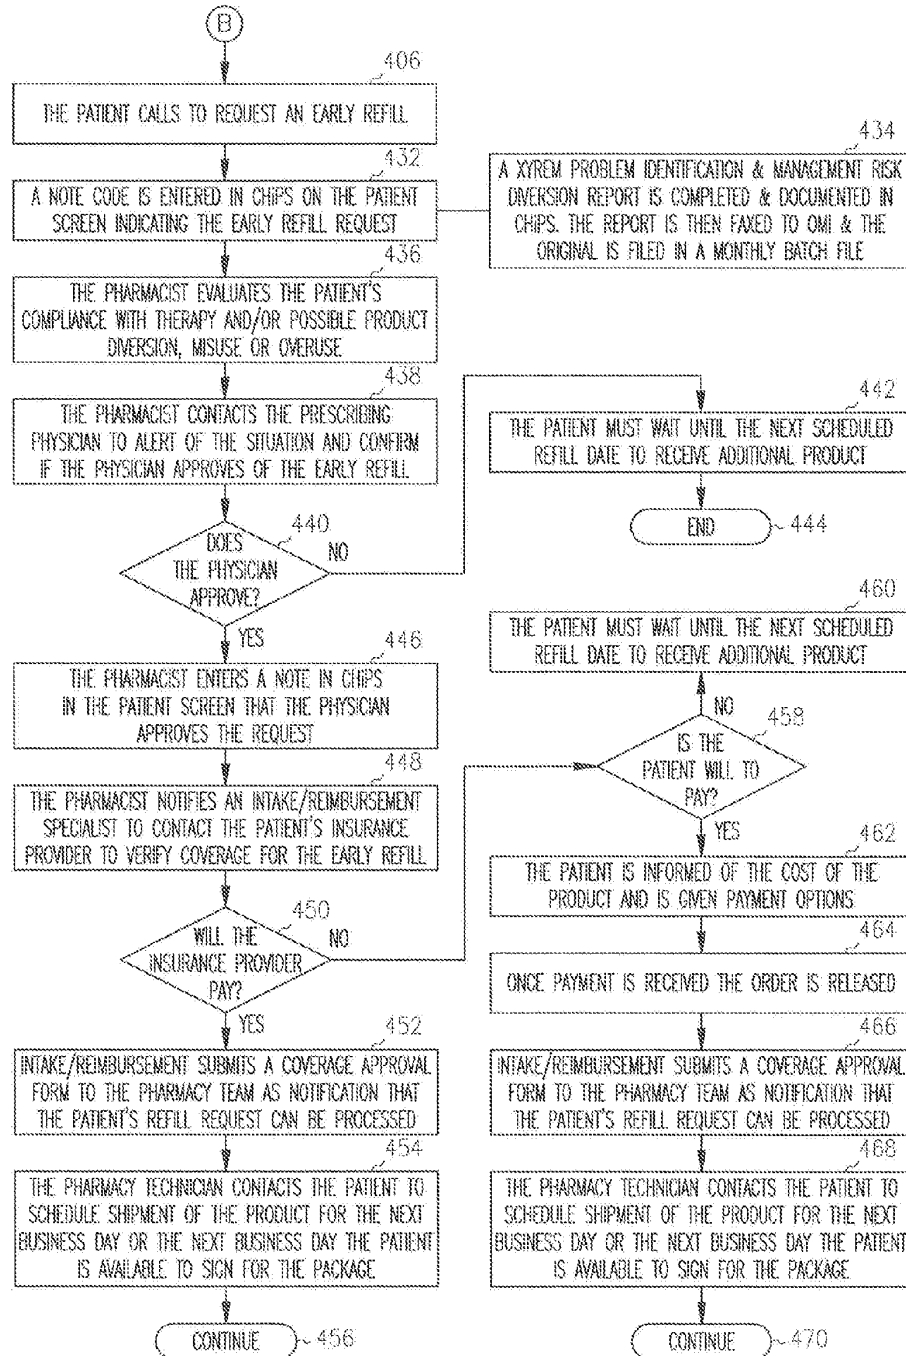 B
406
THE PATIENT CALLS TO REQUEST AN EARLY REFILL
432
A NOTE CODE IS ENTERED IN CHIPS ON THE PATIENT
SCREEN INDICATING THE EARLY REFILL REQUEST
434
A XYREM PROBLEM IDENTIFICATION & MANAGEMENT RISK
DIVERSION REPORT IS COMPLETED & DOCUMENTED IN
CHIPS. THE REPORT IS THEN FAXED TO OMI & THE
ORIGINAL IS FILED IN A MONTHLY BATCH FILE
436
THE PHARMACIST EVALUATES THE PATIENT'S
COMPLIANCE WITH THERAPY AND/OR POSSIBLE PRODUCT
DIVERSION, MISUSE OR OVERUSE
438
THE PHARMACIST CONTACTS THE PRESCRIBING
PHYSICIAN TO ALERT OF THE SITUATION AND CONFIRM
IF THE PHYSICIAN APPROVES OF THE EARLY REFILL
440
DOES
THE PHYSICIAN
APPROVE?
NO
YES
442
THE PATIENT MUST WAIT UNTIL THE NEXT SCHEDULED
REFILL DATE TO RECEIVE ADDITIONAL PRODUCT
END
444
446
THE PHARMACIST ENTERS A NOTE IN CHIPS
IN THE PATIENT SCREEN THAT THE PHYSICIAN
APPROVES THE REQUEST
448
THE PHARMACIST NOTIFIES AN INTAKE/REIMBURSEMENT
SPECIALIST TO CONTACT THE PATIENT'S INSURANCE
PROVIDER TO VERIFY COVERAGE FOR THE EARLY REFILL
450
WILL THE
INSURANCE PROVIDER
PAY?
NO
YES
452
INTAKE/REIMBURSEMENT SUBMITS A COVERAGE APPROVAL
FORM TO THE PHARMACY TEAM AS NOTIFICATION THAT
THE PATIENT'S REFILL REQUEST CAN BE PROCESSED
454
THE PHARMACY TECHNICIAN CONTACTS THE PATIENT TO
SCHEDULE SHIPMENT OF THE PRODUCT FOR THE NEXT
BUSINESS DAY OR THE NEXT BUSINESS DAY THE PATIENT
IS AVAILABLE TO SIGN FOR THE PACKAGE
CONTINUE
456
460
THE PATIENT MUST WAIT UNTIL THE NEXT SCHEDULED
REFILL DATE TO RECEIVE ADDITIONAL PRODUCT
NO
458
IS THE
PATIENT WILL TO
PAY?
YES
462
THE PATIENT IS INFORMED OF THE COST OF THE
PRODUCT AND IS GIVEN PAYMENT OPTIONS
464
ONCE PAYMENT IS RECEIVED THE ORDER IS RELEASED
466
INTAKE/REIMBURSEMENT SUBMITS A COVERAGE APPROVAL
FORM TO THE PHARMACY TEAM AS NOTIFICATION THAT
THE PATIENT'S REFILL REQUEST CAN BE PROCESSED
468
THE PHARMACY TECHNICIAN CONTACTS THE PATIENT TO
SCHEDULE SHIPMENT OF THE PRODUCT FOR THE NEXT
BUSINESS DAY OR THE NEXT BUSINESS DAY THE PATIENT
IS AVAILABLE TO SIGN FOR THE PACKAGE.
CONTINUE
470